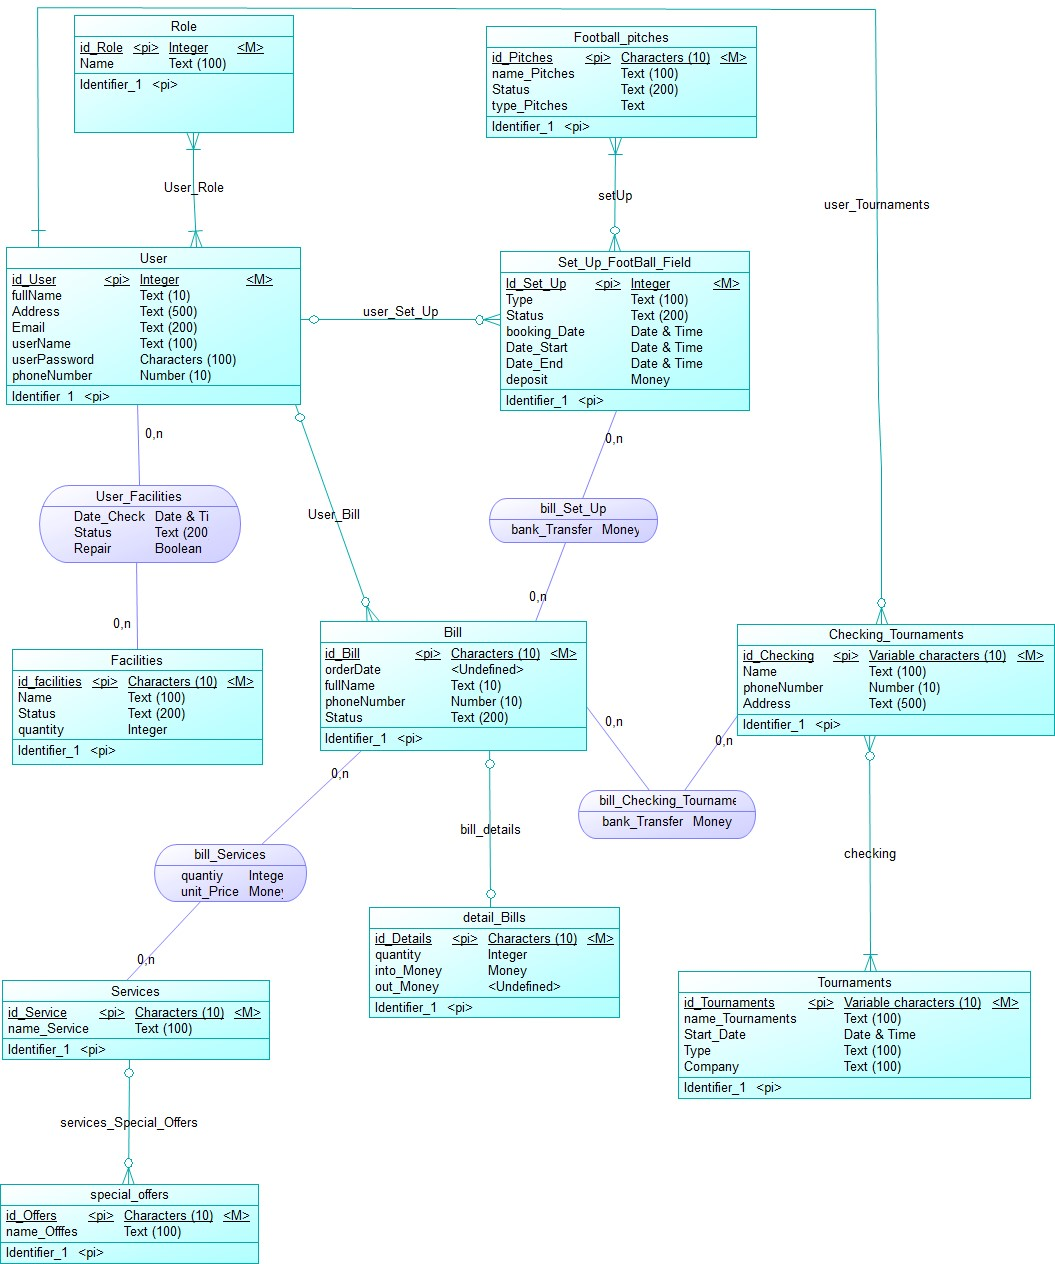 Role
id_Role <pi> Integer <M>
Name Text (100)
Identifier_1 <pi>
Football_pitches
id_Pitches <pi> Characters (10) <M>
name_Pitches Text (100)
Status Text (200)
type_Pitches Text
Identifier_1 <pi>
User_Role
setUp
user_Tournaments
User
id_User <pi> Integer <M>
fullName Text (10)
Address Text (500)
Email Text (200)
userName Text (100)
userPassword Characters (100)
phoneNumber Number (10)
Identifier_1 <pi>
user_Set_Up
Set_Up_FootBall_Field
Id_Set_Up <pi> Integer <M>
Type Text (100)
Status Text (200)
booking_Date Date & Time
Date_Start Date & Time
Date_End Date & Time
deposit Money
Identifier_1 <pi>
0,n
0,n
User_Facilities
Date_Check Date & Ti
Status Text (200
Repair Boolean
User_Bill
bill_Set_Up
bank_Transfer Money
0,n
0,n
Facilities
id_facilities <pi> Characters (10) <M>
Name Text (100)
Status Text (200)
quantity Integer
Identifier_1 <pi>
Bill
id_Bill <pi> Characters (10) <M>
orderDate <Undefined>
fullName Text (10)
phoneNumber Number (10)
Status Text (200)
Identifier_1 <pi>
Checking_Tournaments
id_Checking <pi> Variable characters (10) <M>
Name Text (100)
phoneNumber Number (10)
Address Text (500)
Identifier_1 <pi>
0,n
0,n
0,n
bill_Checking_Tourname
bank_Transfer Money
bill_details
checking
bill_Services
quantiy Intege
unit_Price Money
0,n
detail_Bills
id_Details <pi> Characters (10) <M>
quantity Integer
into_Money Money
out_Money <Undefined>
Identifier_1 <pi>
Services
id_Service <pi> Characters (10) <M>
name_Service Text (100)
Identifier_1 <pi>
Tournaments
id_Tournaments <pi> Variable characters (10) <M>
name_Tournaments Text (100)
Start_Date Date & Time
Type Text (100)
Company Text (100)
Identifier_1 <pi>
services_Special_Offers
special_offers
id_Offers <pi> Characters (10) <M>
name_Offfes Text (100)
Identifier_1 <pi>